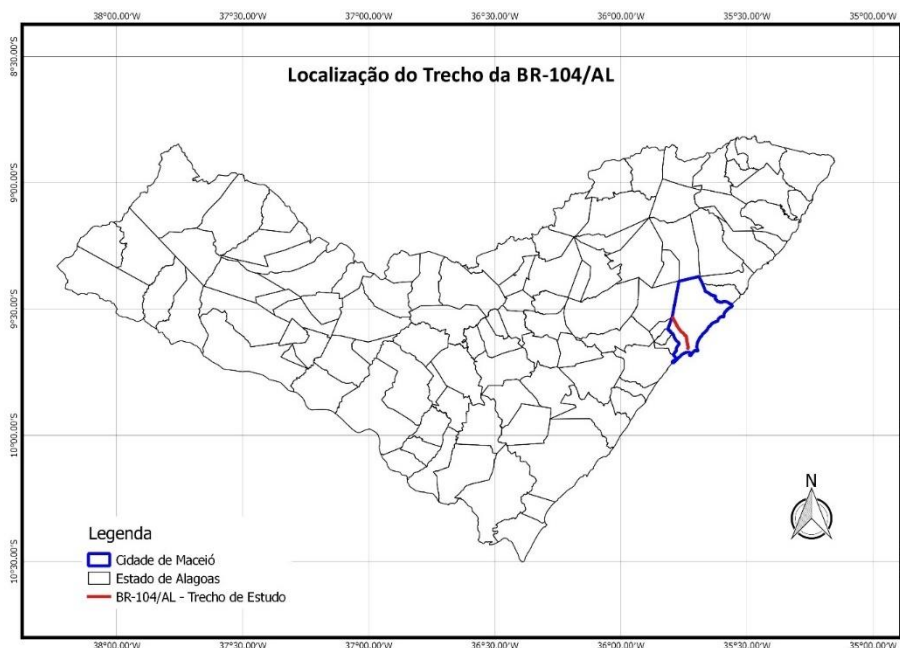 38°00.00'W 37°30.00'W 37°00.00'W 36°30.00'W 36°00.00'W 35°30.00'W 35°00.00'W
8°30.00'S
Localização do Trecho da BR-104/AL
9°00.00'S
9°30.00'S
10°00.00'S
N
Legenda
Cidade de Maceió
10°30.00'S
Estado de Alagoas
BR-104/AL - Trecho de Estudo
38°00.00'W 37°30.00'W 37°00.00'W 36°30.00'W 36°00.00'W 35°30.00'W 35°00.00'W